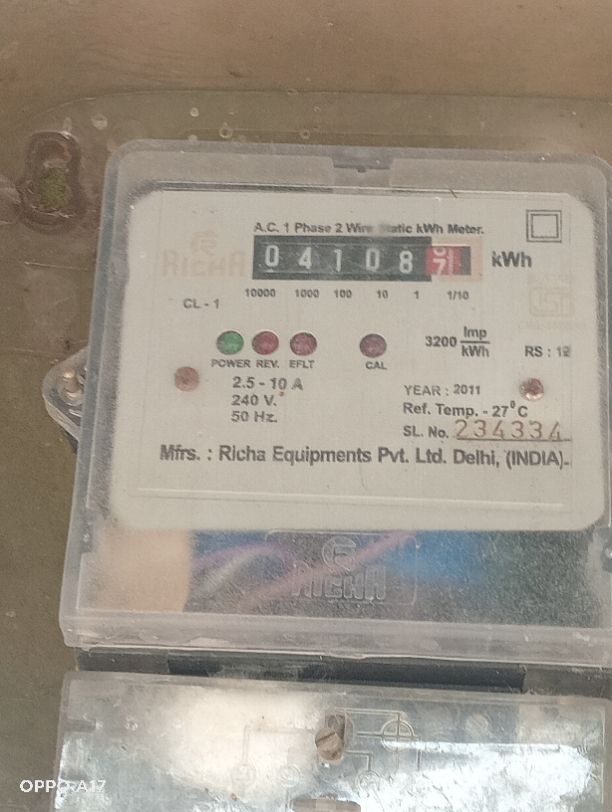 A.C. 1 Phase 2 Wire Static kWh Meter.
RICHA
04108 kWh
10000 1000 100 10 1 1/10
CL - 1
3200 Imp/kWh
RS : 12
POWER REV. EFLT CAL
2.5 - 10 A
240 V.
50 Hz.
YEAR : 2011
Ref. Temp. - 27°C
SL. No. 234334
Mfrs. : Richa Equipments Pvt. Ltd. Delhi, (INDIA).
RICHA
OPPO A17